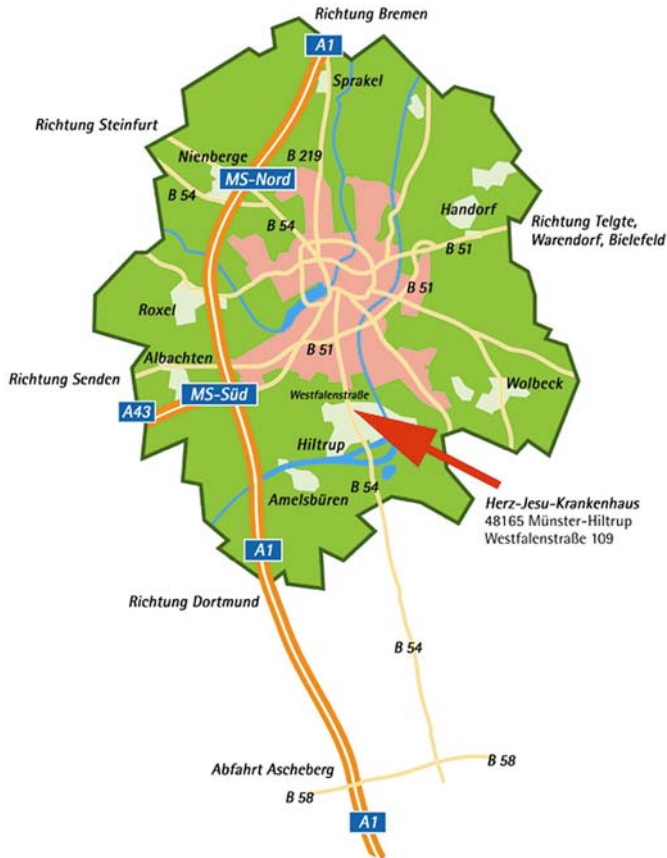 Richtung Bremen
A1
Sprakel
Richtung Steinfurt
Nienberge
B 219
MS-Nord
B 54
Handorf
B 54
Richtung Telgte,
Warendorf, Bielefeld
B 51
B 51
Roxel
Albachten
B 51
Richtung Senden
MS-Süd
Wolbeck
A43
Westfalenstraße
Hiltrup
B 54
Amelsbüren
Herz-Jesu-Krankenhaus
48165 Münster-Hiltrup
Westfalenstraße 109
A1
Richtung Dortmund
B 54
Abfahrt Ascheberg
B 58
B 58
A1